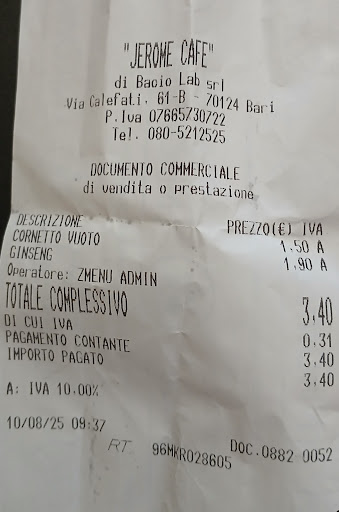 "JEROME CAFE"
di Bacio Lab srl
Via Calefati, 61-B - 70124 Bari
P.Iva 07665730722
Tel. 080-5212525
DOCUMENTO COMMERCIALE
di vendita o prestazione
DESCRIZIONE PREZZO(€) IVA
CORNETTO VUOTO 1.50 A
GINSENG 1,90 A
Operatore: ZMENU ADMIN
TOTALE COMPLESSIVO 3,40
DI CUI IVA 0.31
PAGAMENTO CONTANTE 3,40
IMPORTO PAGATO 3,40
A: IVA 10.00%
10/08/25 09:37 DOC.0882 0052
RT 96MKR028605